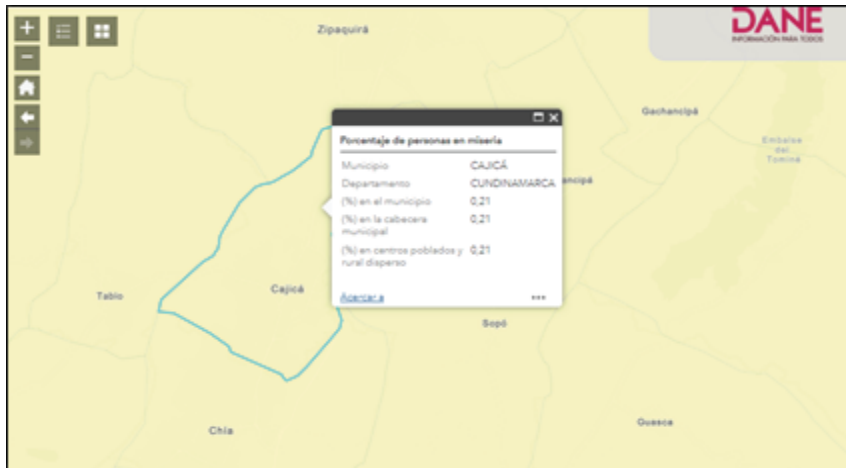 Zipaquirá
DANE
INFORMACIÓN PARA TODOS
Gachancipá
Embalse
del
Tominé
Porcentaje de personas en miseria
Municipio CAJICÁ
Departamento CUNDINAMARCA
ancipá
(%) en el municipio 0,21
(%) en la cabecera 0,21
municipal
(%) en centros poblados y 0,21
rural disperso
Acercar a
Tabio
Cajicá
Sopó
Chía
Guasca